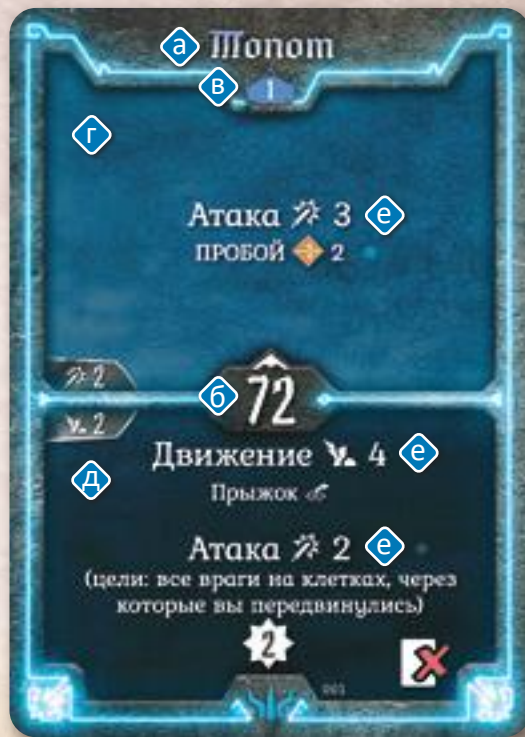 а Топот
в 1
г
Атака 3 е
ПРОБОЙ 2
2
б 72
2
Движение 4 е
д
Прыжок
Атака 2 е
(цели: все враги на клетках, через
которые вы передвинулись)
2